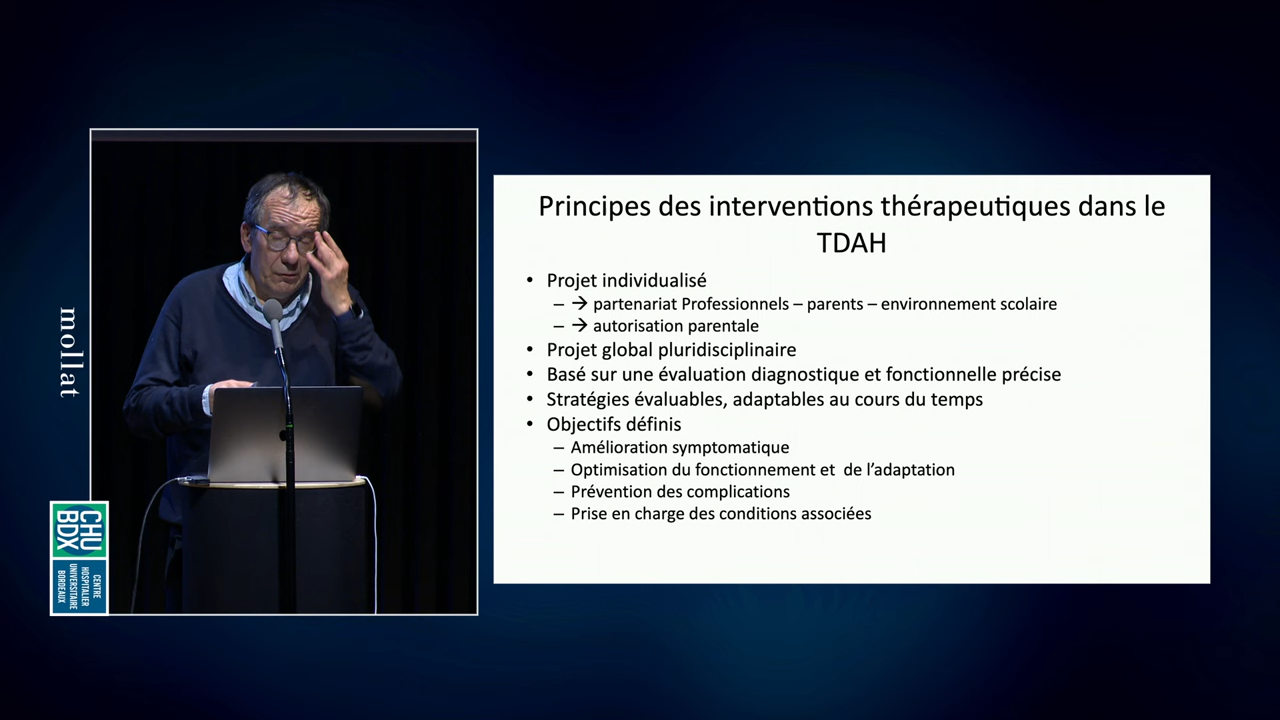 mollat
CHU
BDX
CENTRE
HOSPITALIER
UNIVERSITAIRE
BORDEAUX
Principes des interventions thérapeutiques dans le
TDAH
• Projet individualisé
– → partenariat Professionnels – parents – environnement scolaire
– → autorisation parentale
• Projet global pluridisciplinaire
• Basé sur une évaluation diagnostique et fonctionnelle précise
• Stratégies évaluables, adaptables au cours du temps
• Objectifs définis
– Amélioration symptomatique
– Optimisation du fonctionnement et  de l’adaptation
– Prévention des complications
– Prise en charge des conditions associées